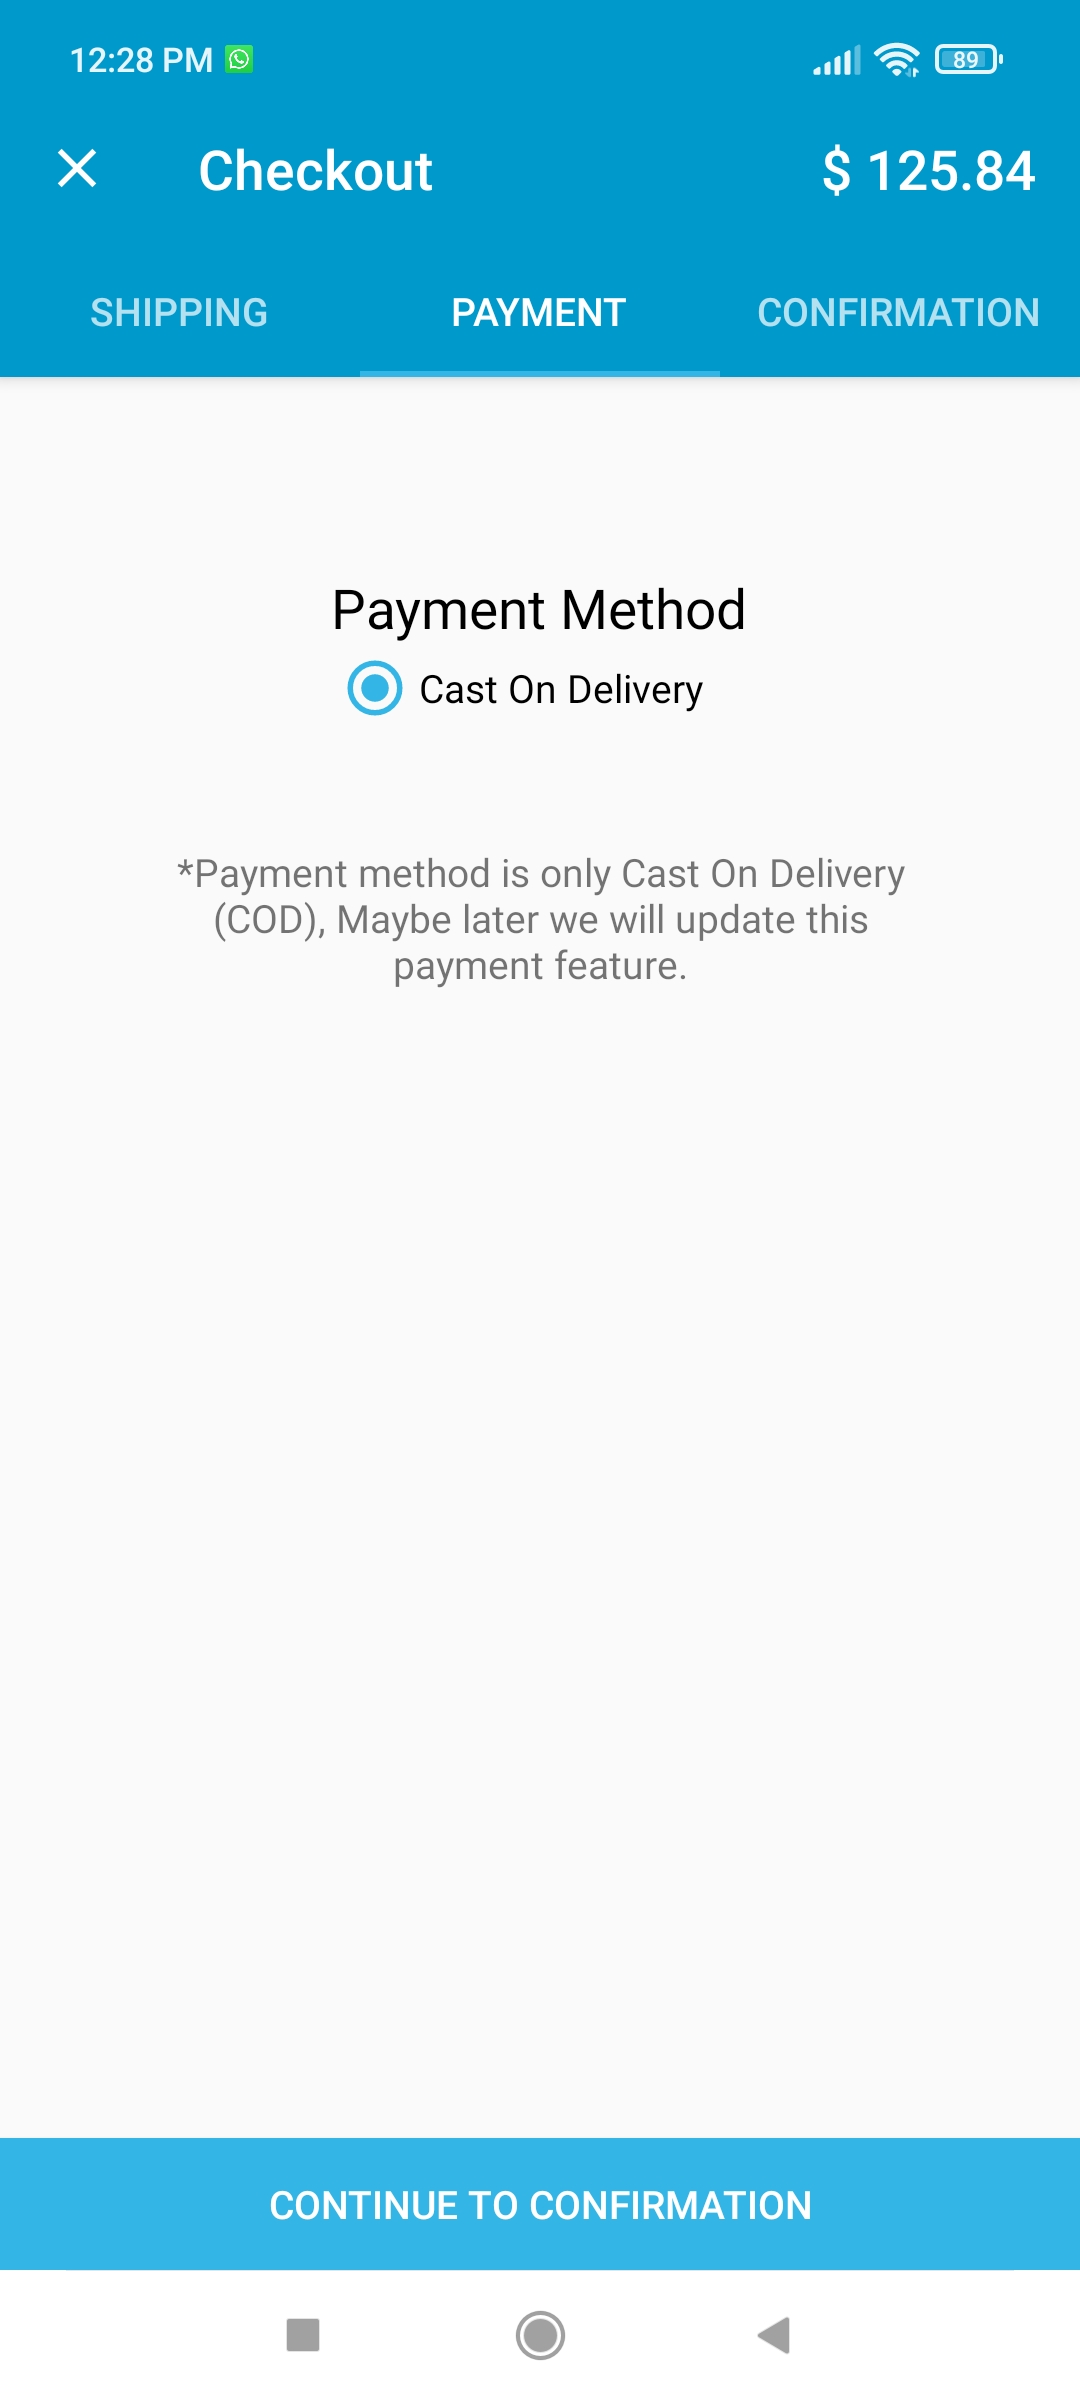 12:28 PM 89
Checkout $ 125.84
SHIPPING PAYMENT CONFIRMATION
Payment Method
Cast On Delivery
*Payment method is only Cast On Delivery
(COD), Maybe later we will update this
payment feature.
CONTINUE TO CONFIRMATION